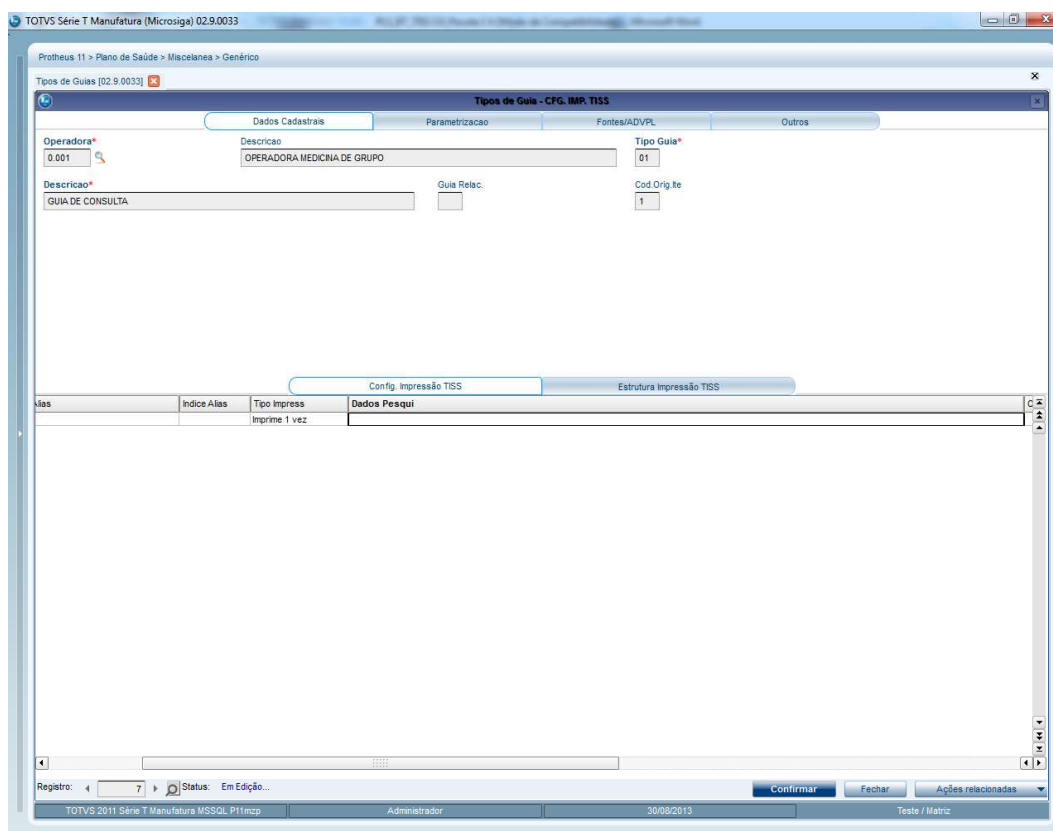 TOTVS Série T Manufatura (Microsiga) 02.9.0033
Protheus 11 > Plano de Saúde > Miscelanea > Genérico
Tipos de Guias [02.9.0033]
Tipos de Guia - CFG. IMP. TISS
Dados Cadastrais Parametrizacao Fontes/ADVPL Outros
Operadora* Descricao Tipo Guia*
0.001 OPERADORA MEDICINA DE GRUPO 01
Descricao* Guia Relac. Cod.Orig.Ite
GUIA DE CONSULTA 1
Config. Impressão TISS Estrutura Impressão TISS
Alias Indice Alias Tipo Impress Dados Pesqui
Imprime 1 vez
Registro: 7 Status: Em Edição... Confirmar Fechar Ações relacionadas
TOTVS 2011 Série T Manufatura MSSQL P11mzp Administrador 30/08/2013 Teste / Matriz